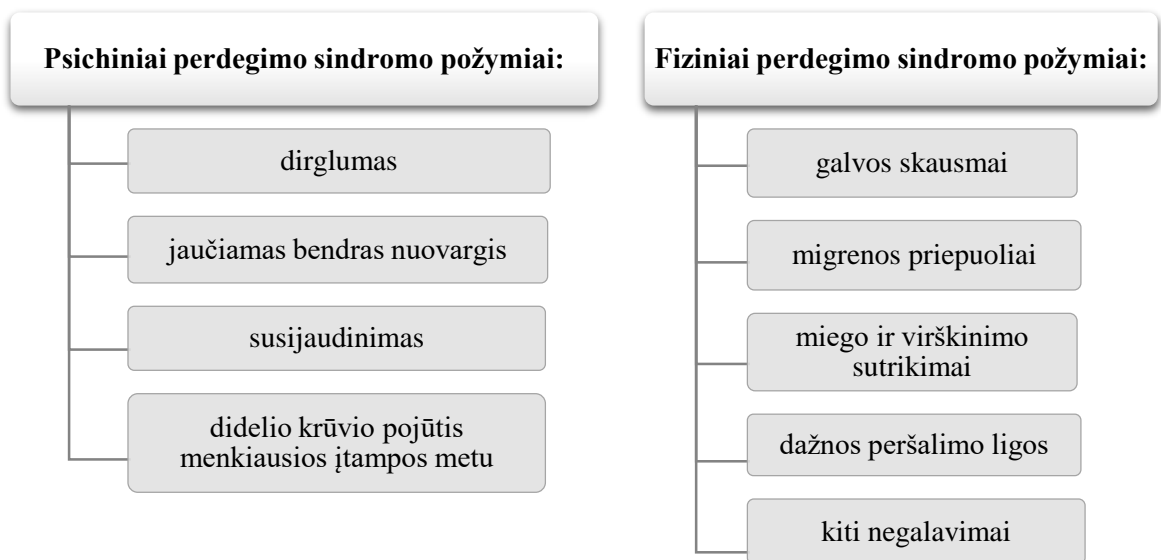 Psichiniai perdegimo sindromo požymiai:
dirglumas
jaučiamas bendras nuovargis
susijaudinimas
didelio krūvio pojūtis
menkiausios įtampos metu
Fiziniai perdegimo sindromo požymiai:
galvos skausmai
migrenos priepuoliai
miego ir virškinimo
sutrikimai
dažnos peršalimo ligos
kiti negalavimai